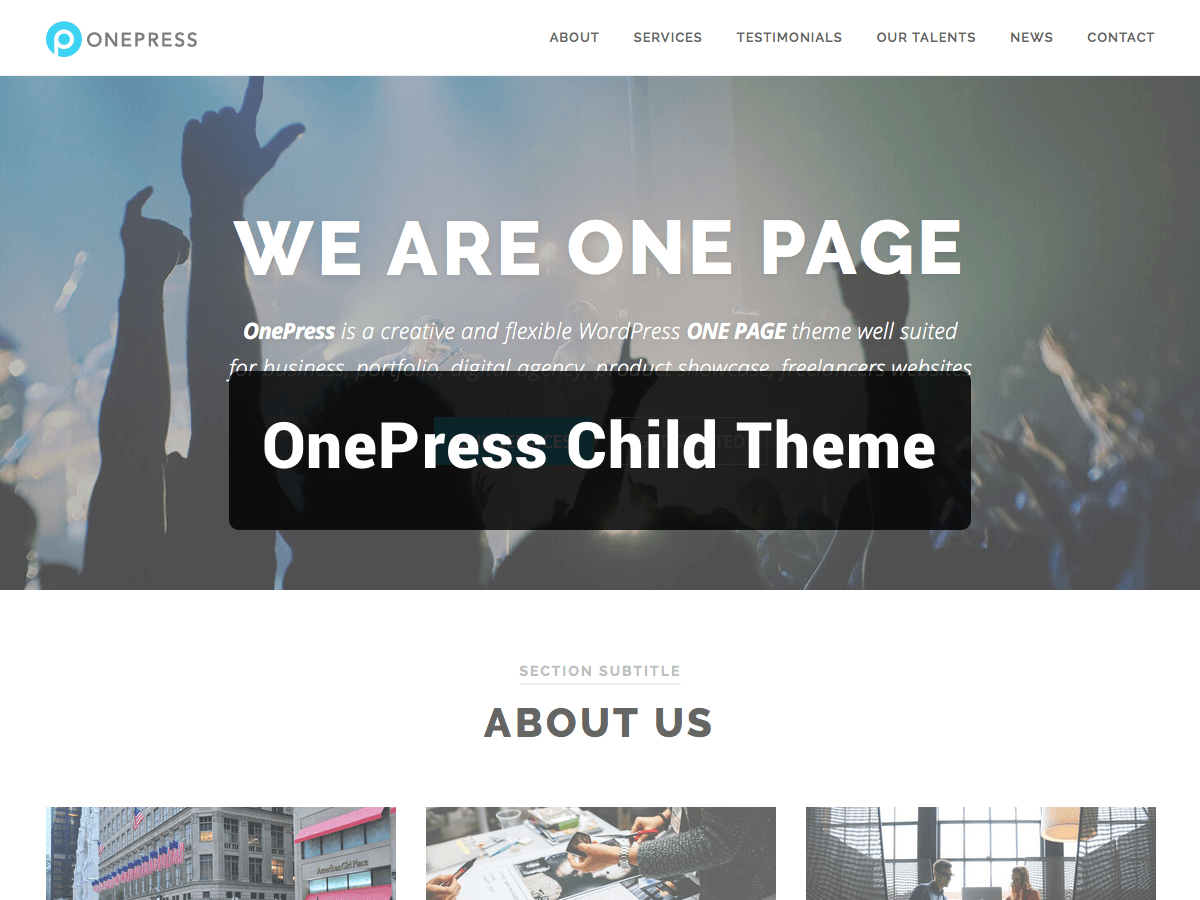 ONEPRESS
ABOUT SERVICES TESTIMONIALS OUR TALENTS NEWS CONTACT
WE ARE ONE PAGE
OnePress is a creative and flexible WordPress ONE PAGE theme well suited
for business, portfolio, digital agency, product showcase, freelancers websites
OnePress Child Theme
SECTION SUBTITLE
ABOUT US
American Girl Place